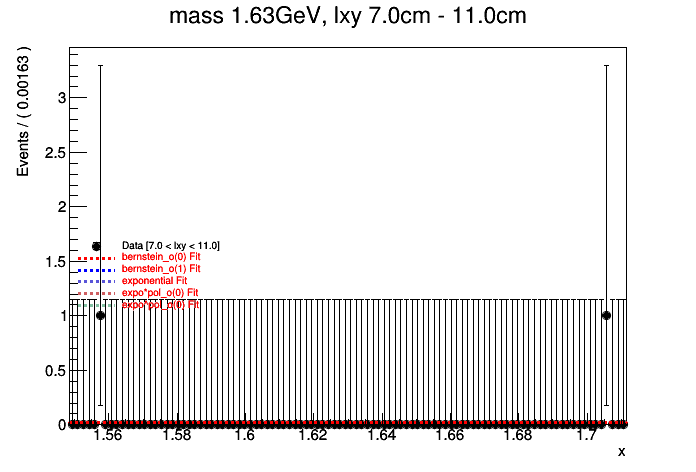 mass 1.63GeV, lxy 7.0cm - 11.0cm
Events / ( 0.00163 )
3
2.5
2
Data [7.0 < lxy < 11.0]
bernstein_o(0) Fit
1.5
bernstein_o(1) Fit
exponential Fit
expo*pol_o(0) Fit
1
0.5
0
1.56 1.58 1.6 1.62 1.64 1.66 1.68 1.7
x